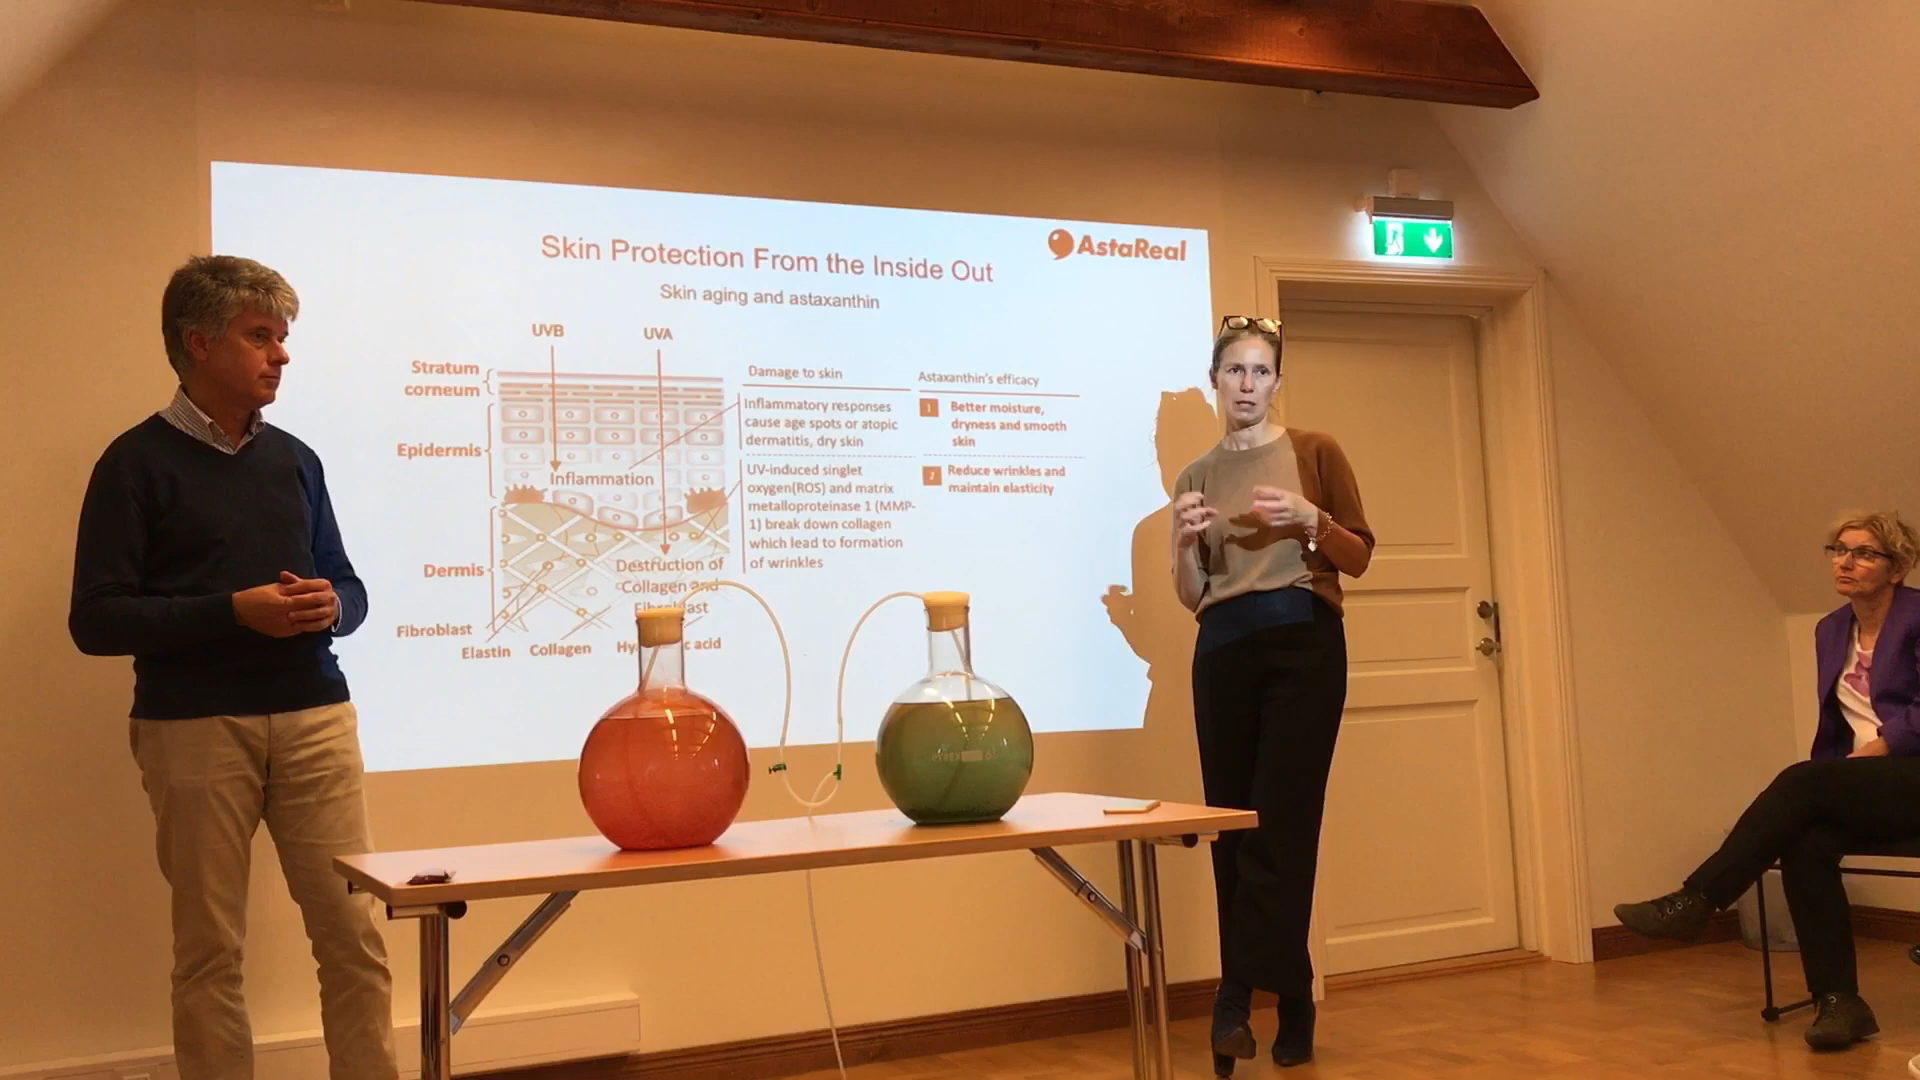 AstaReal
Skin Protection From the Inside Out
Skin aging and astaxanthin
UVB
UVA
Stratum
corneum
Epidermis
Inflammation
Dermis
Destruction of
Collagen and
Fibroblast
Elastin
Collagen
acid
Damage to skin
Inflammatory responses
cause age spots or atopic
dermatitis, dry skin
UV-induced singlet
oxygen(ROS) and matrix
metalloproteinase 1 (MMP-
1) break down collagen
which lead to formation
of wrinkles
Astaxanthin's efficacy
1 Better moisture,
dryness and smooth
skin
2 Reduce wrinkles and
maintain elasticity
PYREX